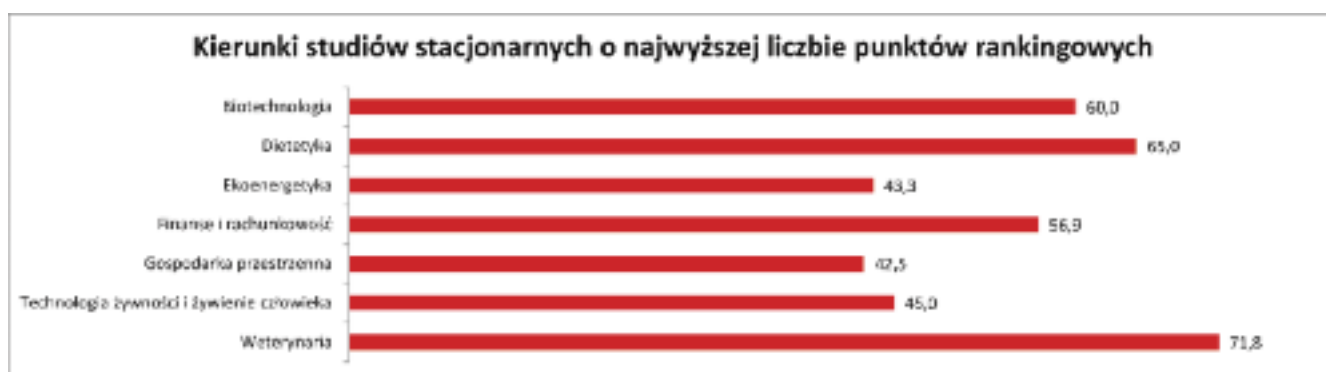 Kierunki studiów stacjonarnych o najwyższej liczbie punktów rankingowych
Biotechnologia 60,0
Dietetyka 65,0
Ekoenergetyka 43,3
Finanse i rachunkowość 56,9
Gospodarka przestrzenna 42,5
Technologia żywności i żywienie człowieka 45,0
Weterynaria 71,8